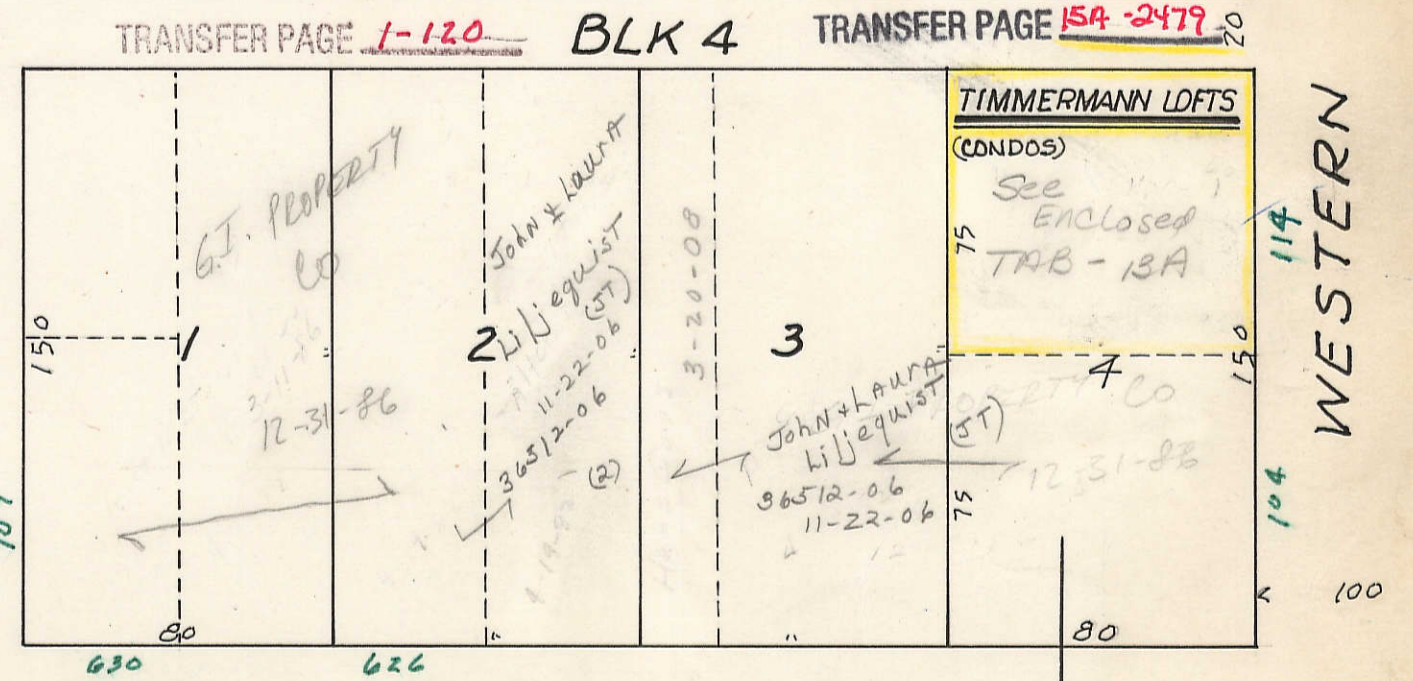 TRANSFER PAGE 1-120
BLK 4
TRANSFER PAGE 15A-2479
20
TIMMERMANN LOFTS
(CONDOS)
See
Enclosed
TAB - 13A
75
114
WESTERN
G.I. PROPERTY
CO
12-31-86
150
1
"
John & Laura
Liljequist
(JT)
11-22-06
36512-06
(2)
2
"
3-20-08
3
"
John + Laura
Liljequist
(JT)
36512-06
11-22-06
4
150
CO
12-31-86
75
104
100
80
"
"
80
630
626